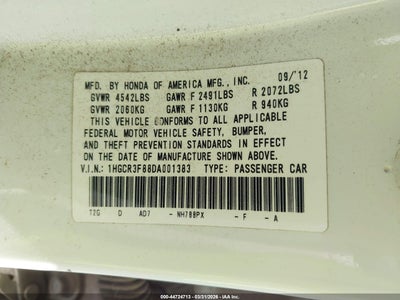 MFD. BY HONDA OF AMERICA MFG., INC. 09/'12
GVWR 4542LBS GAWR F 2491LBS R 2072LBS
GVWR 2060KG GAWR F 1130KG R 940KG
THIS VEHICLE CONFORMS TO ALL APPLICABLE
FEDERAL MOTOR VEHICLE SAFETY, BUMPER,
AND THEFT PREVENTION STANDARDS IN EFFECT
ON THE DATE OF MANUFACTURE SHOWN ABOVE.
V.I.N.: 1HGCR3F88DA001383 TYPE: PASSENGER CAR
T2G D AD7 - NH788PX - F - A
000-44724713 - 03/31/2026 - IAA Inc.